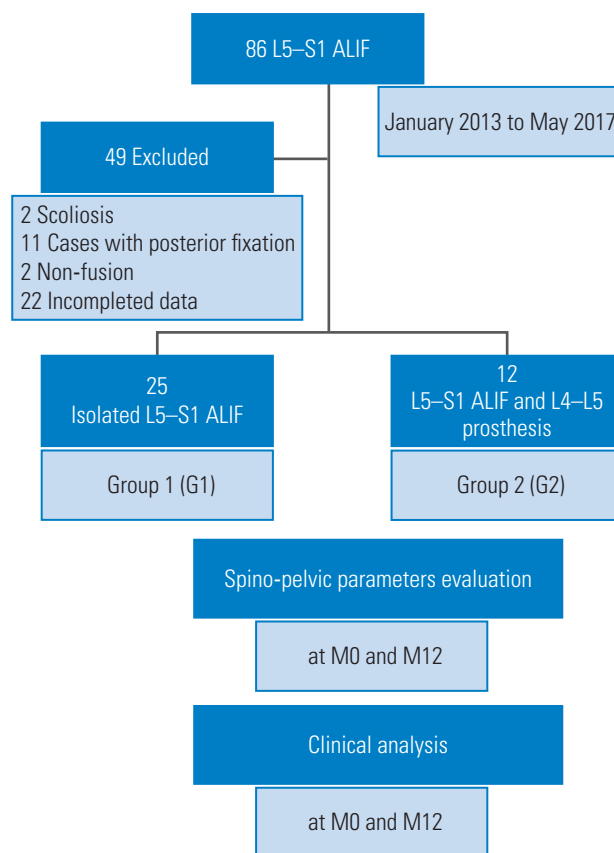 86 L5–S1 ALIF
January 2013 to May 2017
49 Excluded
2 Scoliosis
11 Cases with posterior fixation
2 Non-fusion
22 Incompleted data
25
Isolated L5–S1 ALIF
Group 1 (G1)
12
L5–S1 ALIF and L4–L5
prosthesis
Group 2 (G2)
Spino-pelvic parameters evaluation
at M0 and M12
Clinical analysis
at M0 and M12